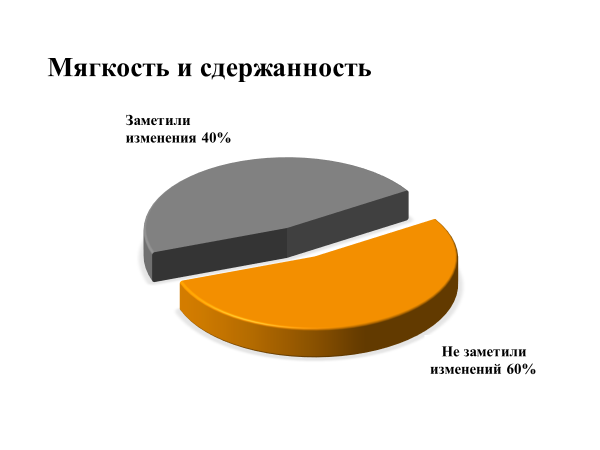 Мягкость и сдержанность
Заметили
изменения 40%
Не заметили
изменений 60%